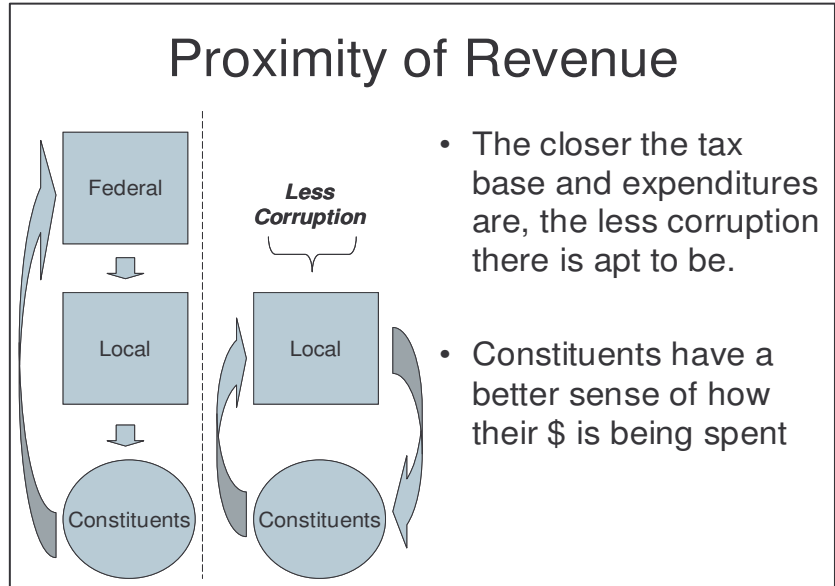 Proximity of Revenue
Federal
Local
Constituents
Less
Corruption
Local
Constituents
• The closer the tax
base and expenditures
are, the less corruption
there is apt to be.
• Constituents have a
better sense of how
their $ is being spent